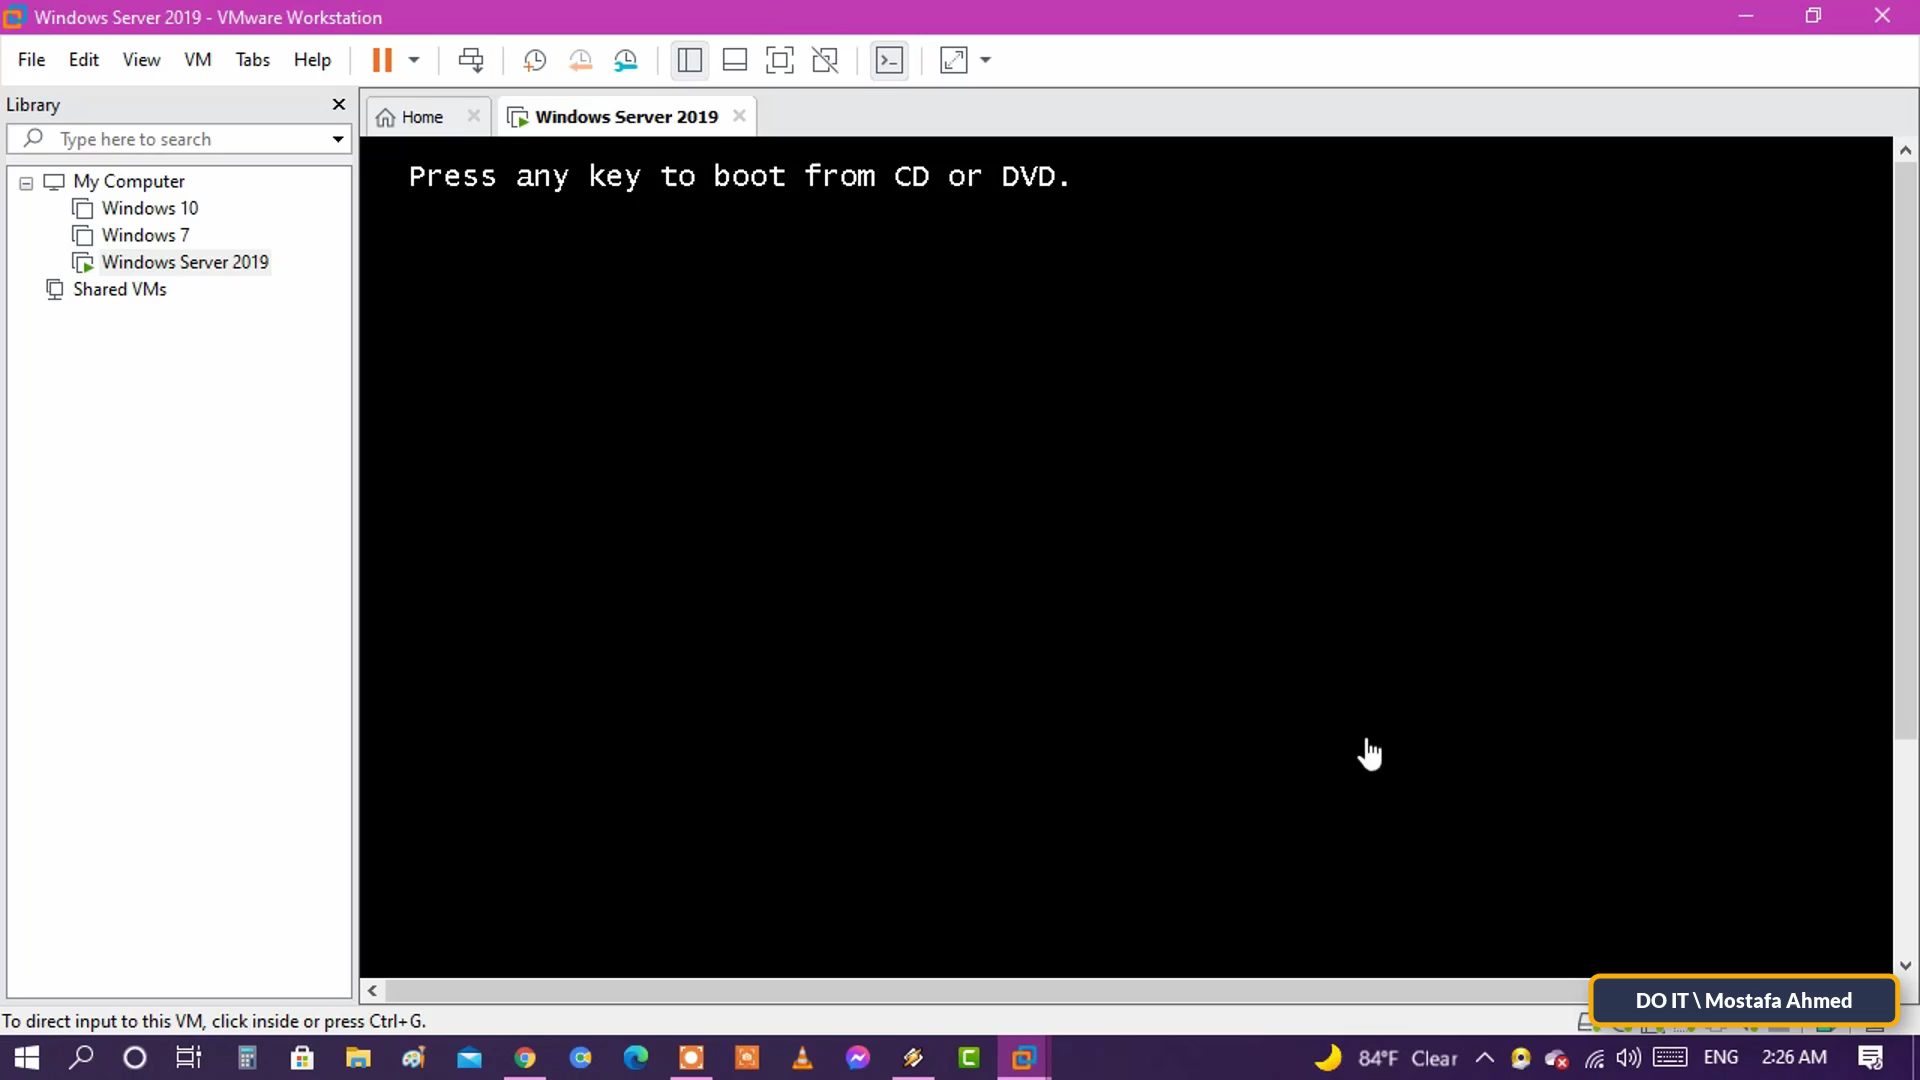 Windows Server 2019 - VMware Workstation
File Edit View VM Tabs Help
Library
Home
Windows Server 2019
Type here to search
My Computer
Windows 10
Windows 7
Windows Server 2019
Shared VMs
Press any key to boot from CD or DVD.
DO IT \ Mostafa Ahmed
To direct input to this VM, click inside or press Ctrl+G.
84°F Clear ENG 2:26 AM